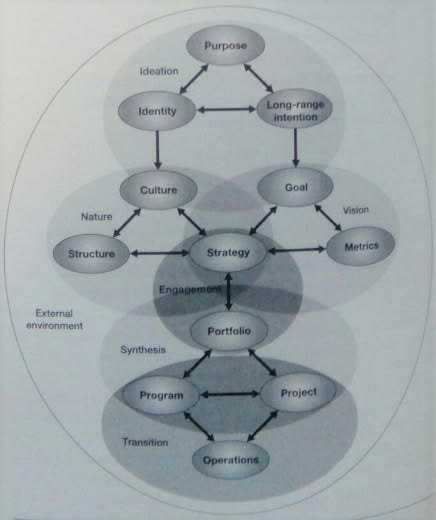 Purpose
Ideation
Identity
Long-range
intention
Culture
Goal
Nature
Vision
Structure
Strategy
Metrics
Engagement
External
environment
Portfolio
Synthesis
Program
Project
Transition
Operations